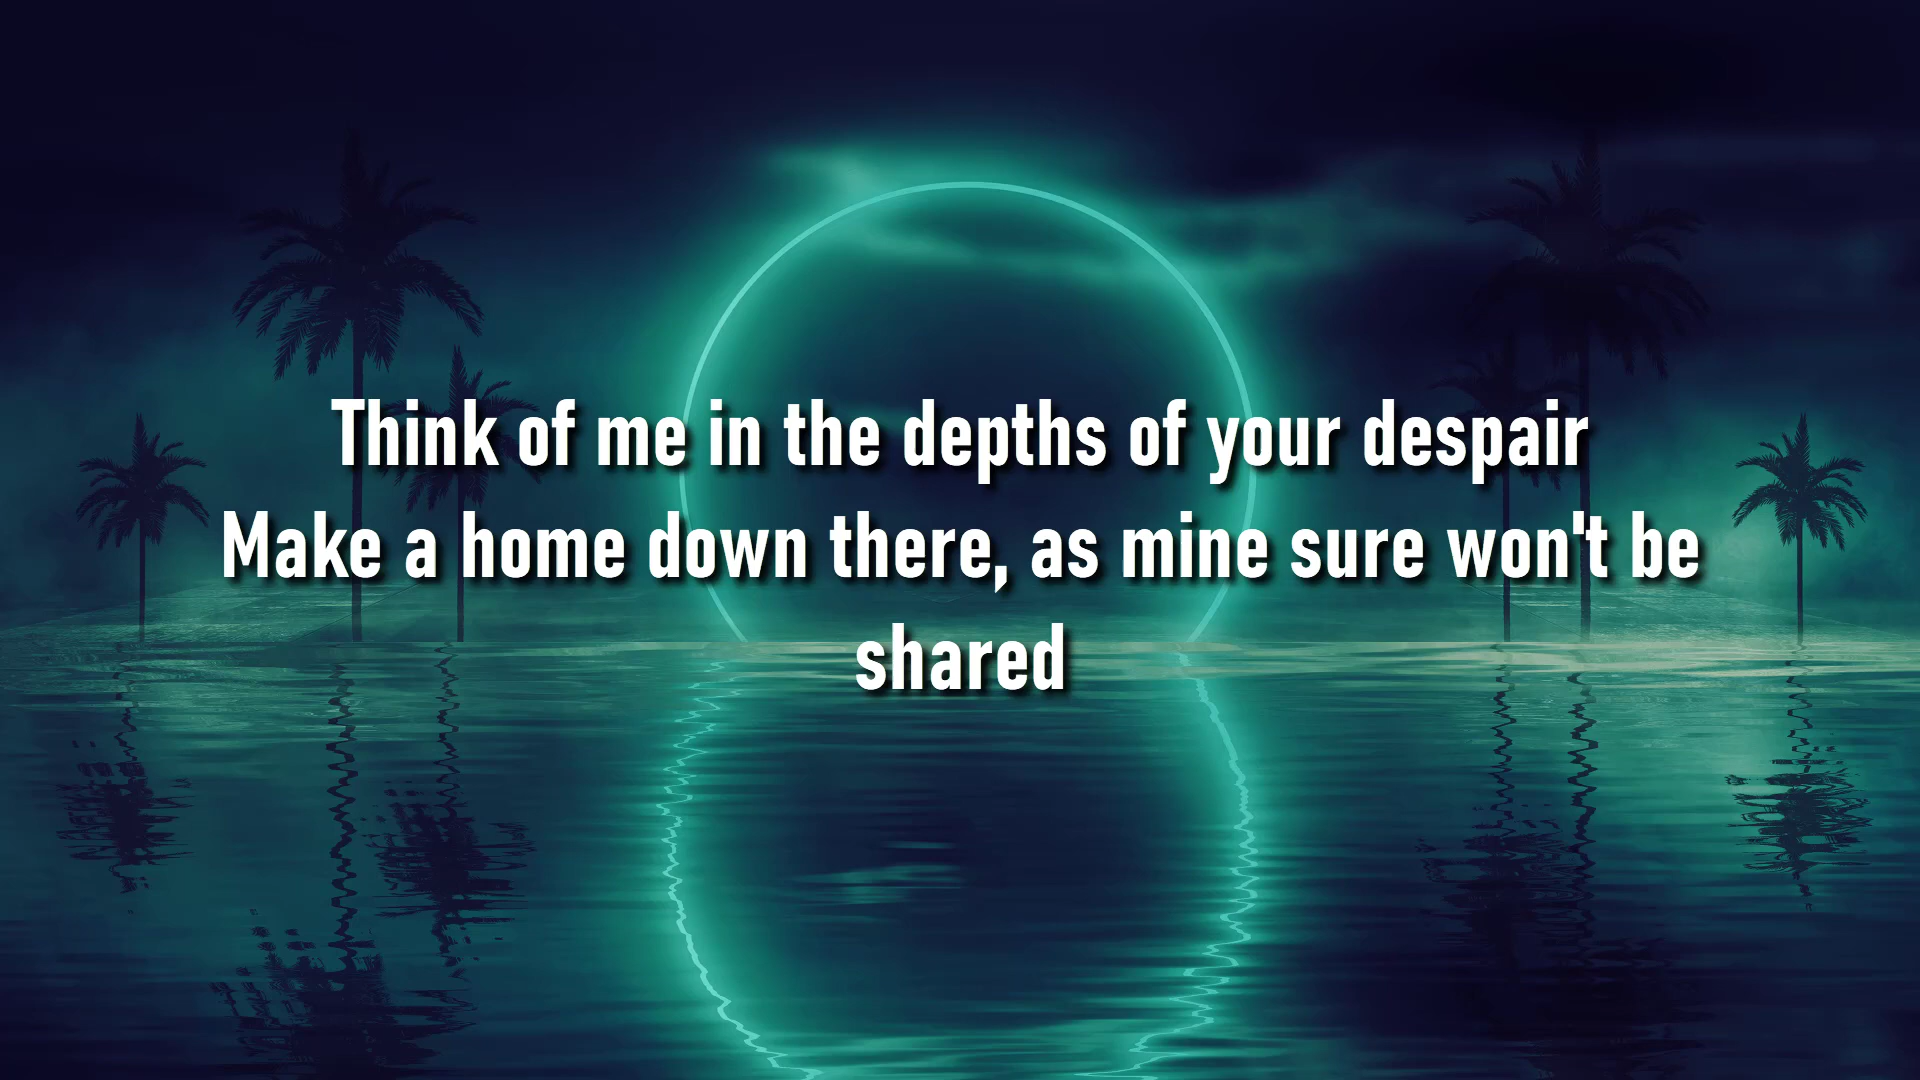 Think of me in the depths of your despair
Make a home down there, as mine sure won't be
shared